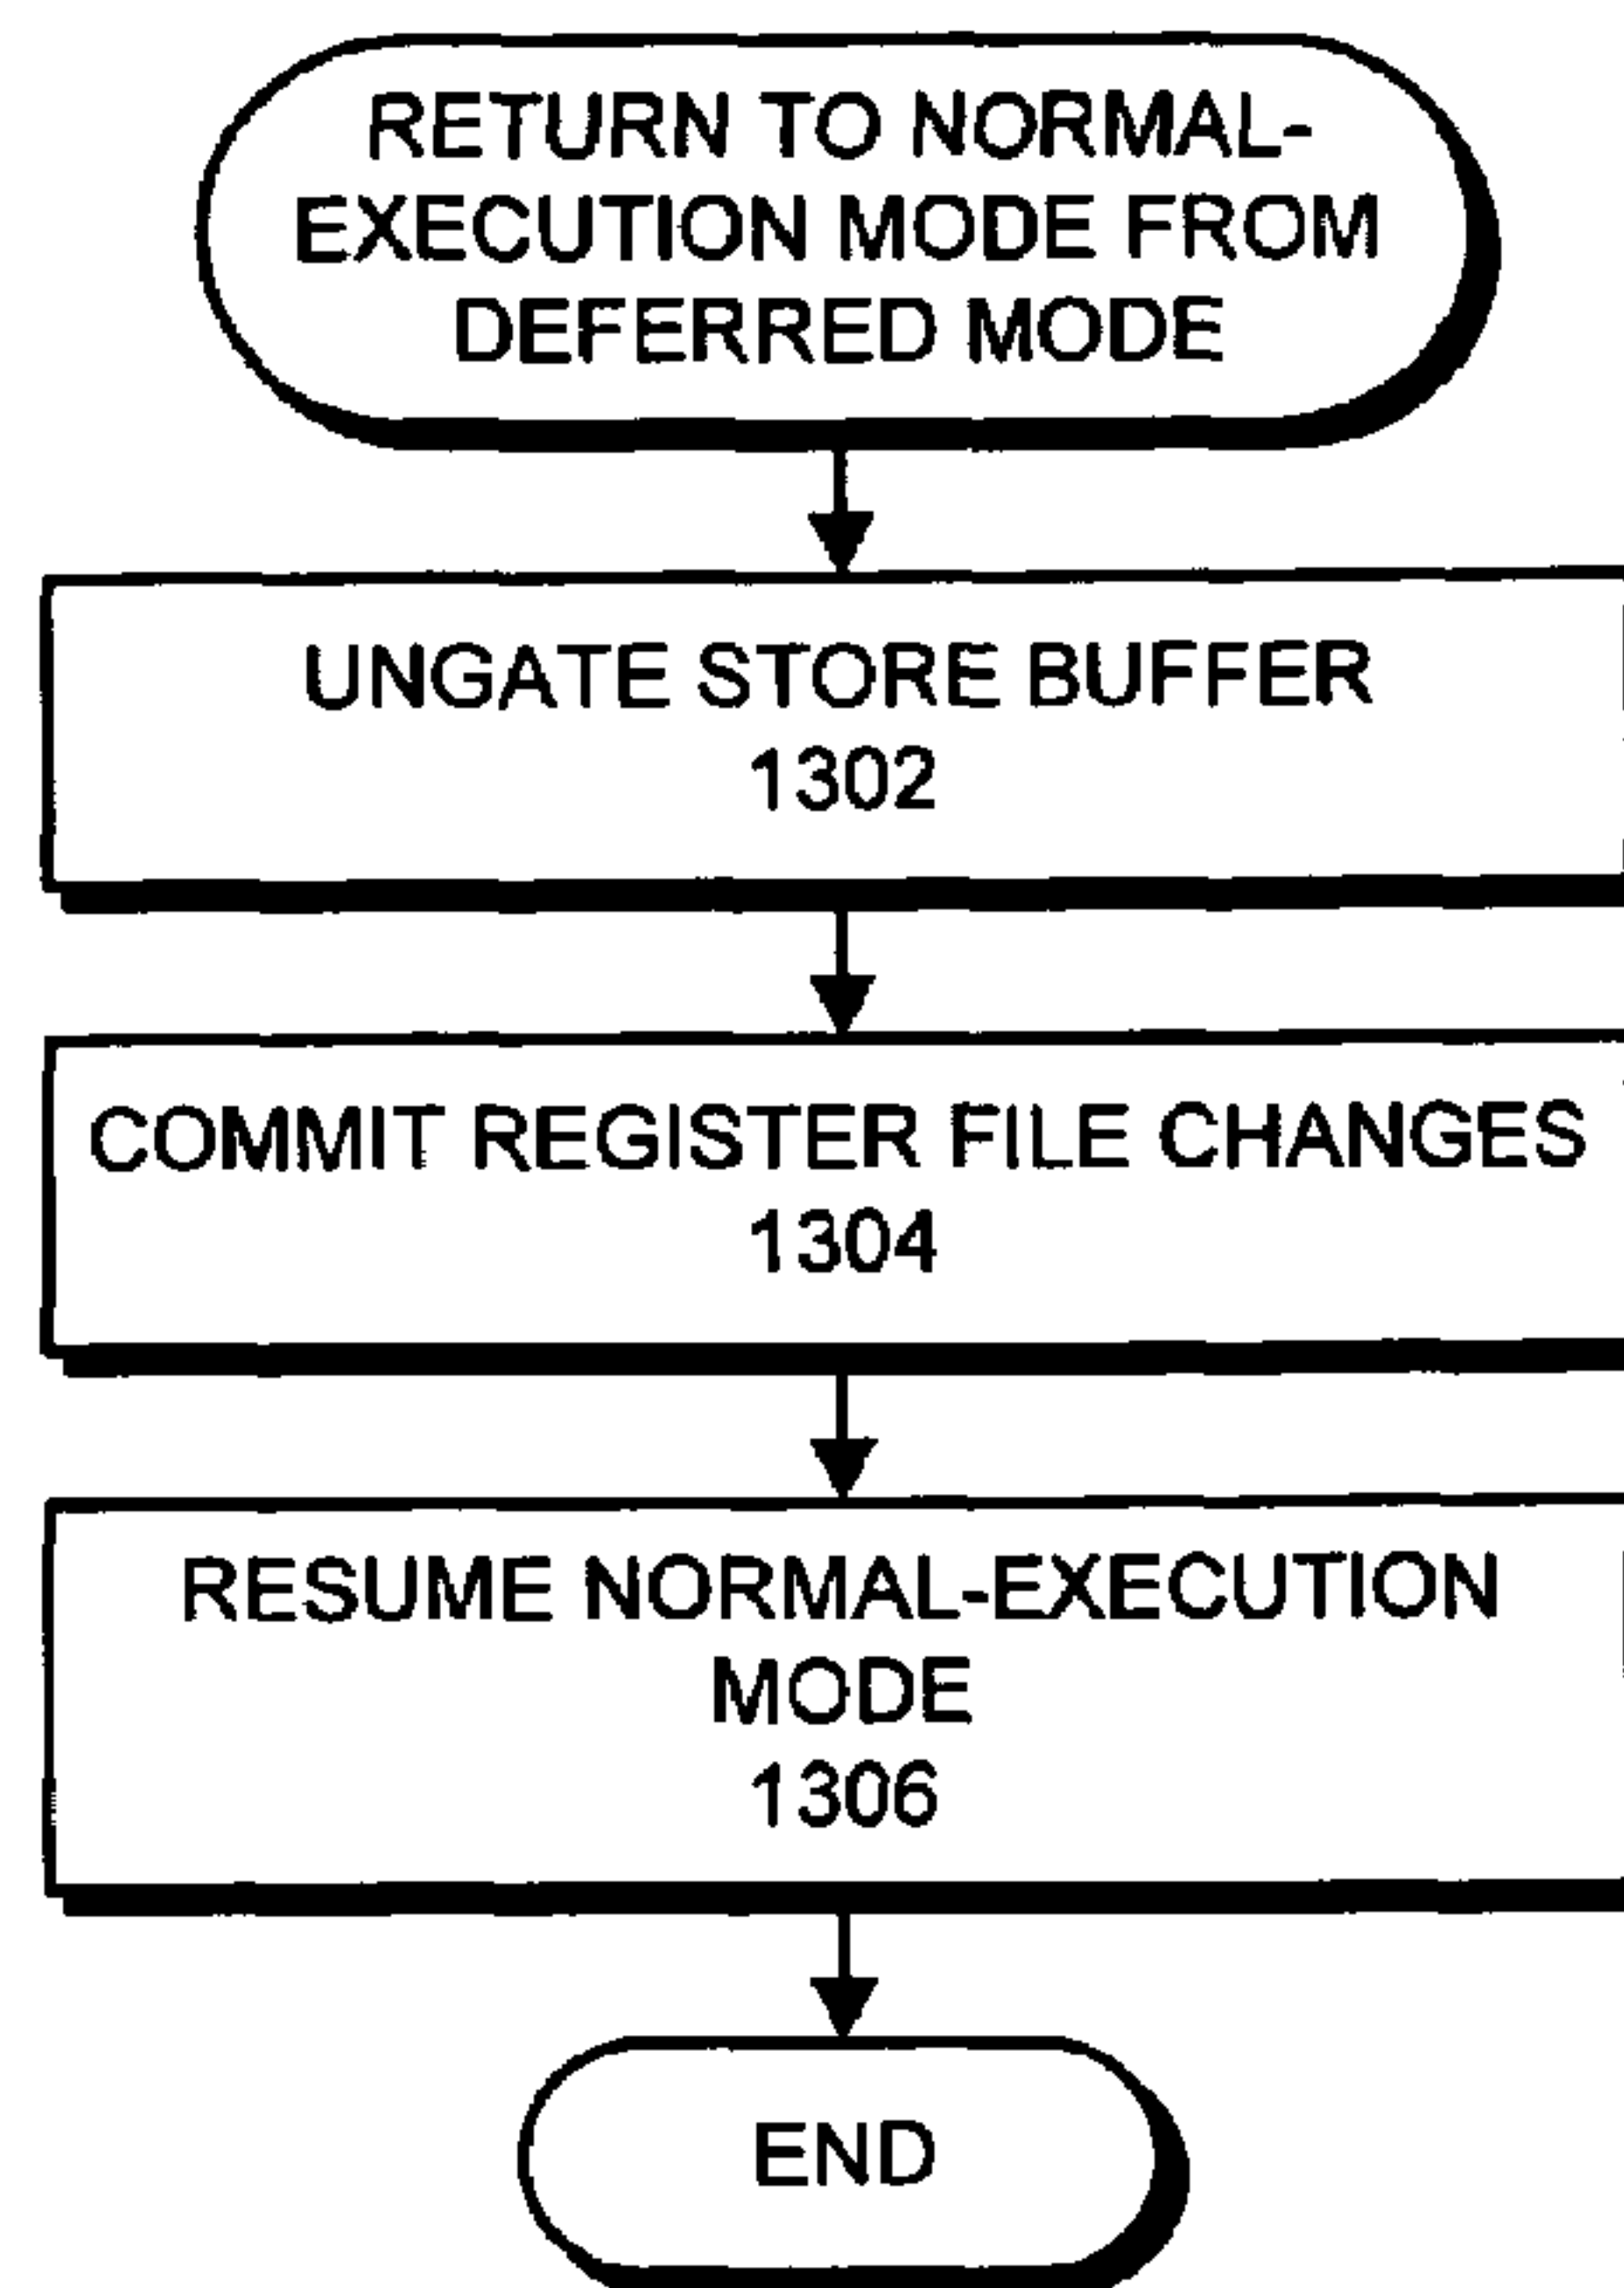 RETURN TO NORMAL-
EXECUTION MODE FROM
DEFERRED MODE
UNGATE STORE BUFFER
1302
COMMIT REGISTER FILE CHANGES
1304
RESUME NORMAL-EXECUTION
MODE
1306
END